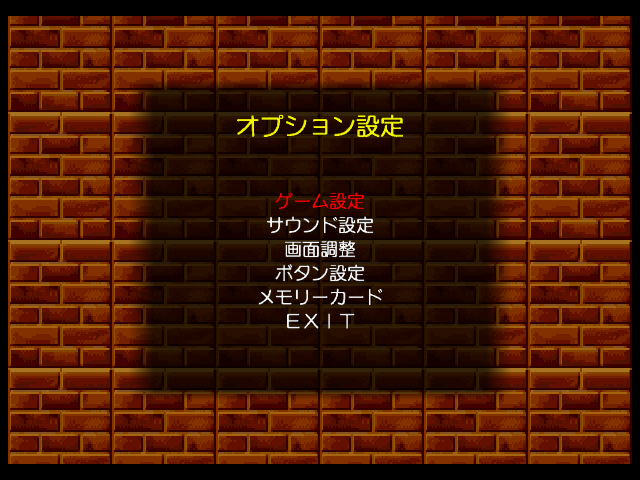 オプション設定
ゲーム設定
サウンド設定
画面調整
ボタン設定
メモリーカード
ＥＸＩＴ